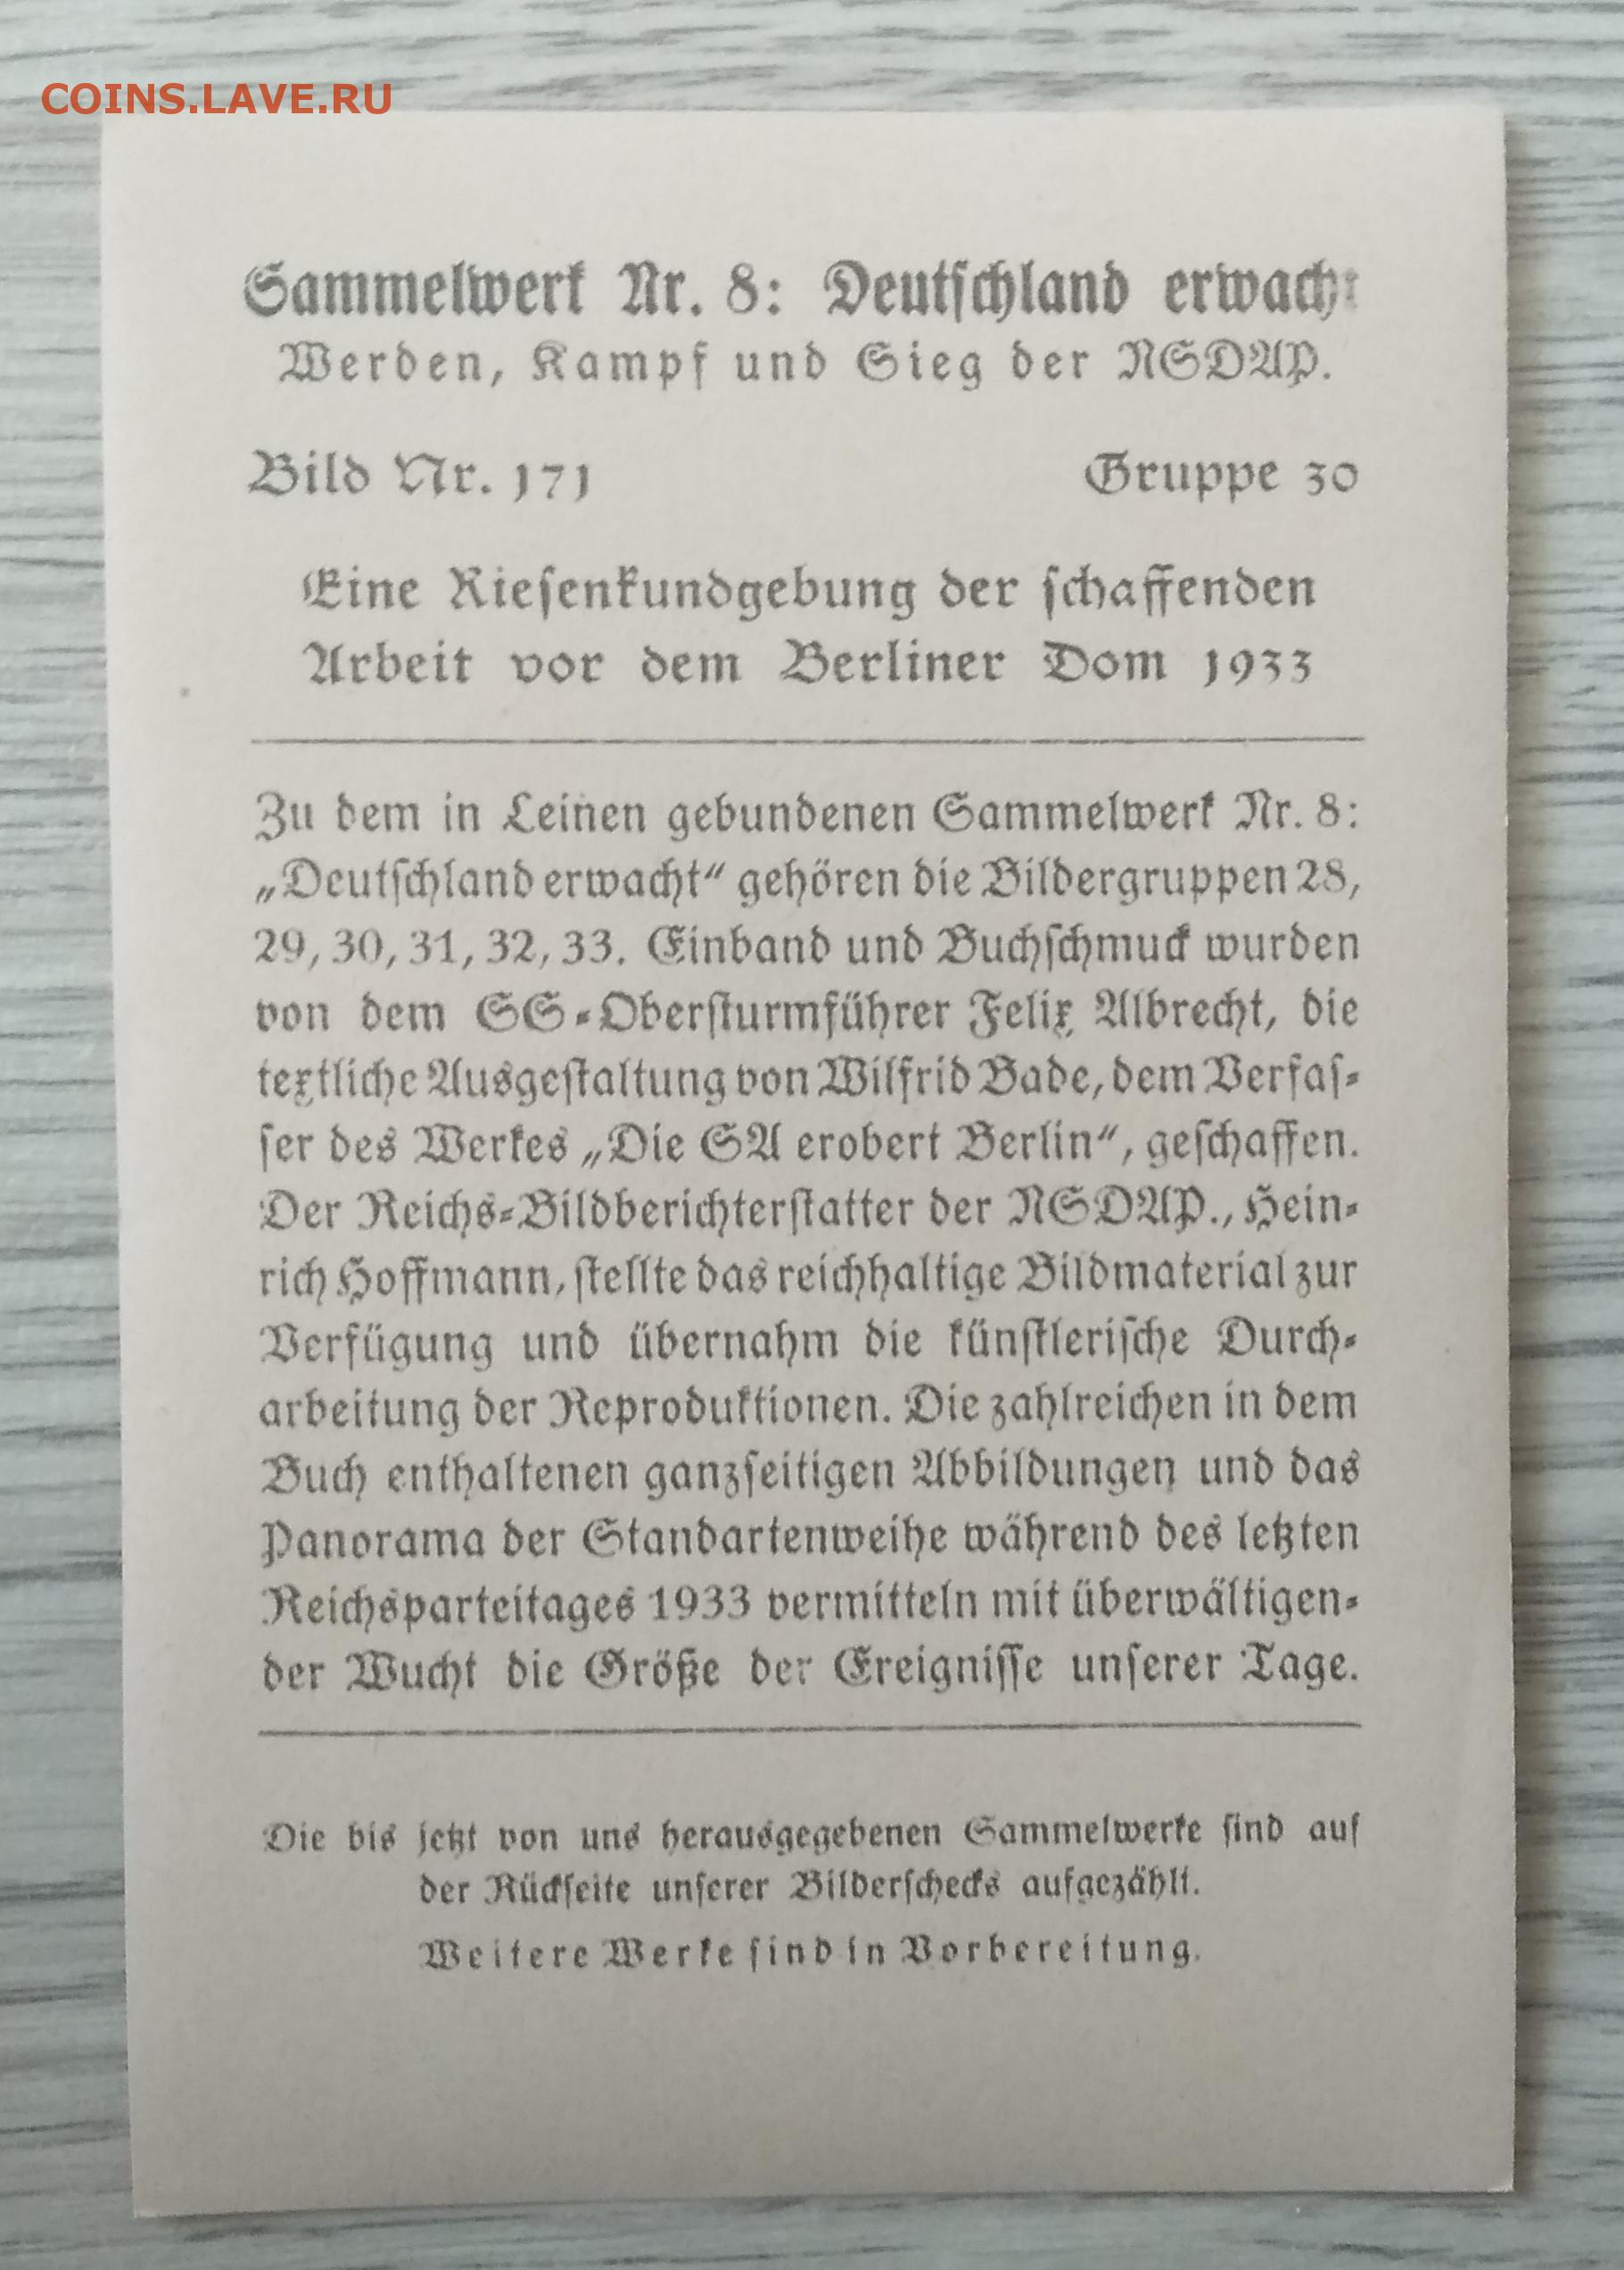 COINS.LAVE.RU
Sammelwerk Nr. 8: Deutſchland erwacht
Werden, Kampf und Sieg der NSDAP.
Bild Nr. 171 Gruppe 30
Eine Rieſenkundgebung der ſchaffenden
Arbeit vor dem Berliner Dom 1933
Zu dem in Leinen gebundenen Sammelwerk Nr. 8:
„Deutſchland erwacht“ gehören die Bildergruppen 28,
29, 30, 31, 32, 33. Einband und Buchſchmuck wurden
von dem SS-Oberſturmführer Felix Albrecht, die
textliche Ausgeſtaltung von Wilfrid Bade, dem Verfaſ-
ſer des Werkes „Die SA erobert Berlin“, geſchaffen.
Der Reichs-Bildberichterſtatter der NSDAP., Hein-
rich Hoffmann, ſtellte das reichhaltige Bildmaterial zur
Verfügung und übernahm die künſtleriſche Durch-
arbeitung der Reproduktionen. Die zahlreichen in dem
Buch enthaltenen ganzſeitigen Abbildungen und das
Panorama der Standartenweihe während des letzten
Reichsparteitages 1933 vermitteln mit überwältigen-
der Wucht die Größe der Ereigniſſe unſerer Tage.
Die bis jetzt von uns herausgegebenen Sammelwerke ſind auf
der Rückſeite unſerer Bilderſchecks aufgezählt.
Weitere Werke ſind in Vorbereitung.